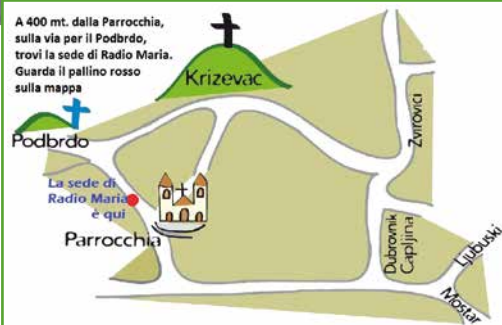 A 400 mt. dalla Parrocchia,
sulla via per il Podbrdo,
trovi la sede di Radio Maria.
Guarda il pallino rosso
sulla mappa
Krizevac
Podbrdo
Zvirovici
La sede di
Radio Maria
è qui
Parrocchia
Dubrovnik
Capljina
Ljubuski
Mostar